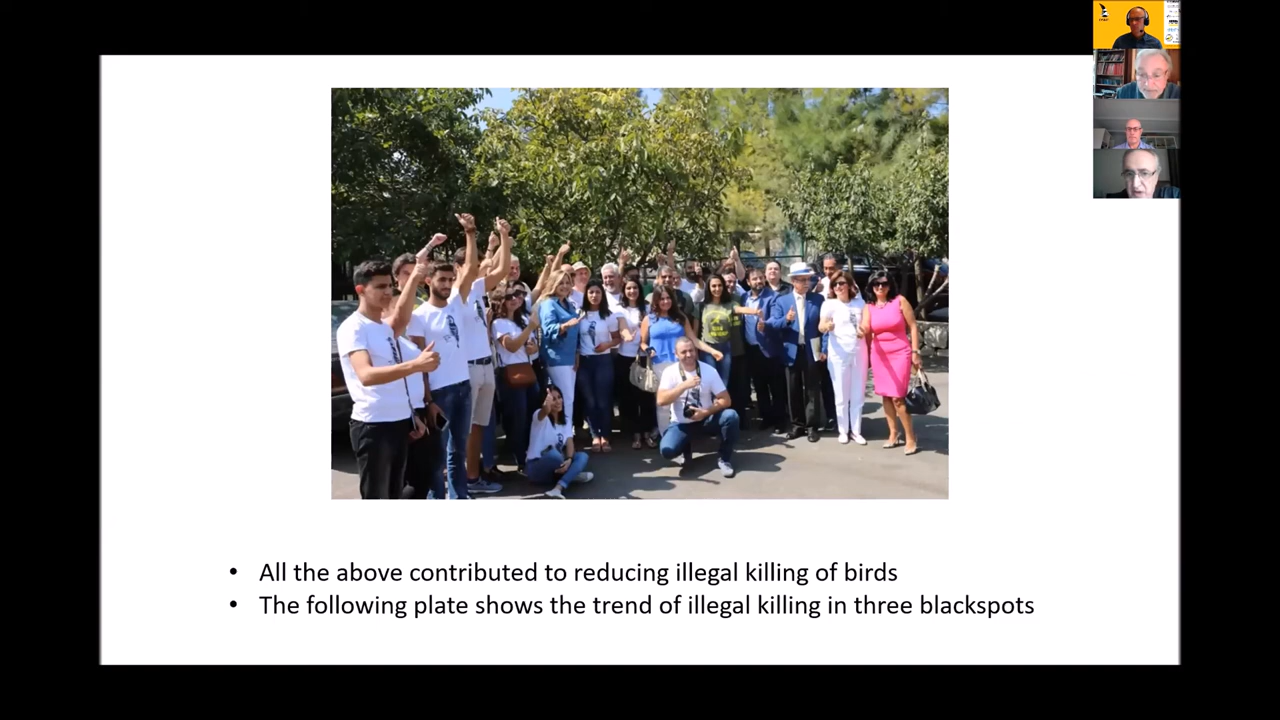 • All the above contributed to reducing illegal killing of birds
• The following plate shows the trend of illegal killing in three blackspots